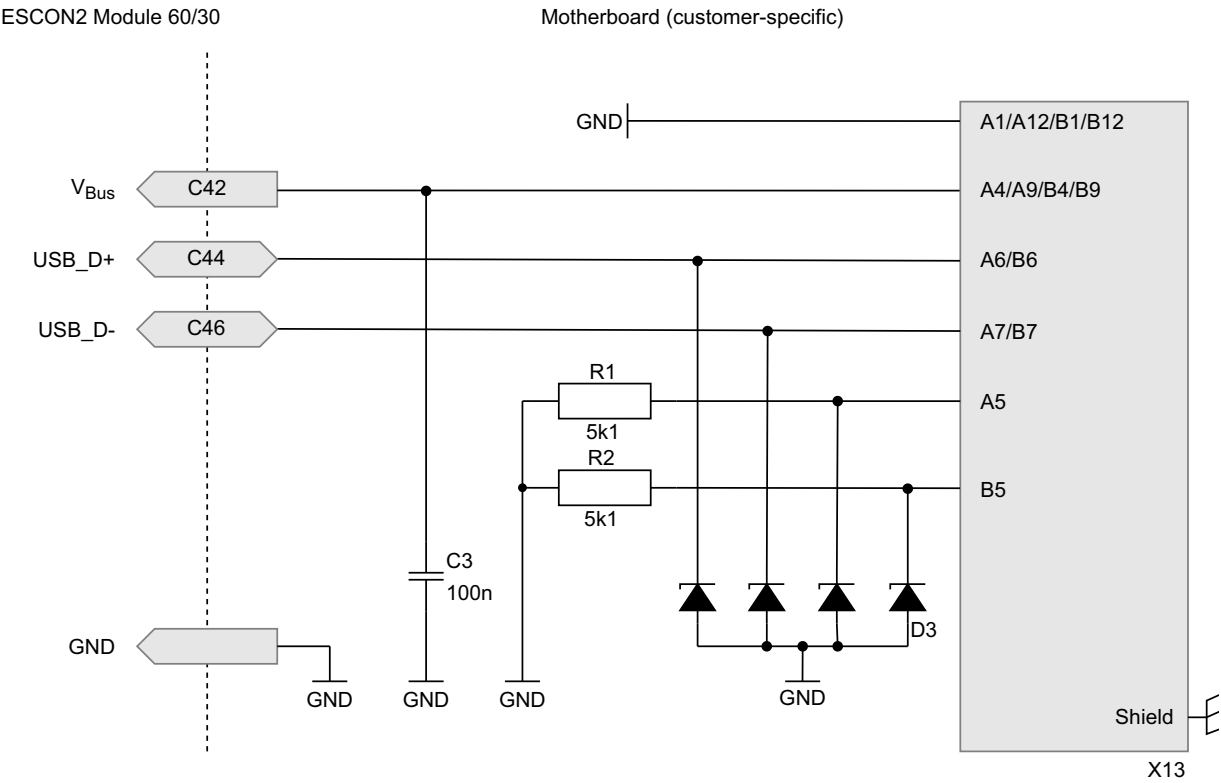 ESCON2 Module 60/30
Motherboard (customer-specific)
GND
A1/A12/B1/B12
VBus
C42
A4/A9/B4/B9
USB_D+
C44
A6/B6
USB_D-
C46
A7/B7
R1
5k1
A5
R2
5k1
B5
C3
100n
D3
GND
GND
GND
GND
GND
Shield
X13